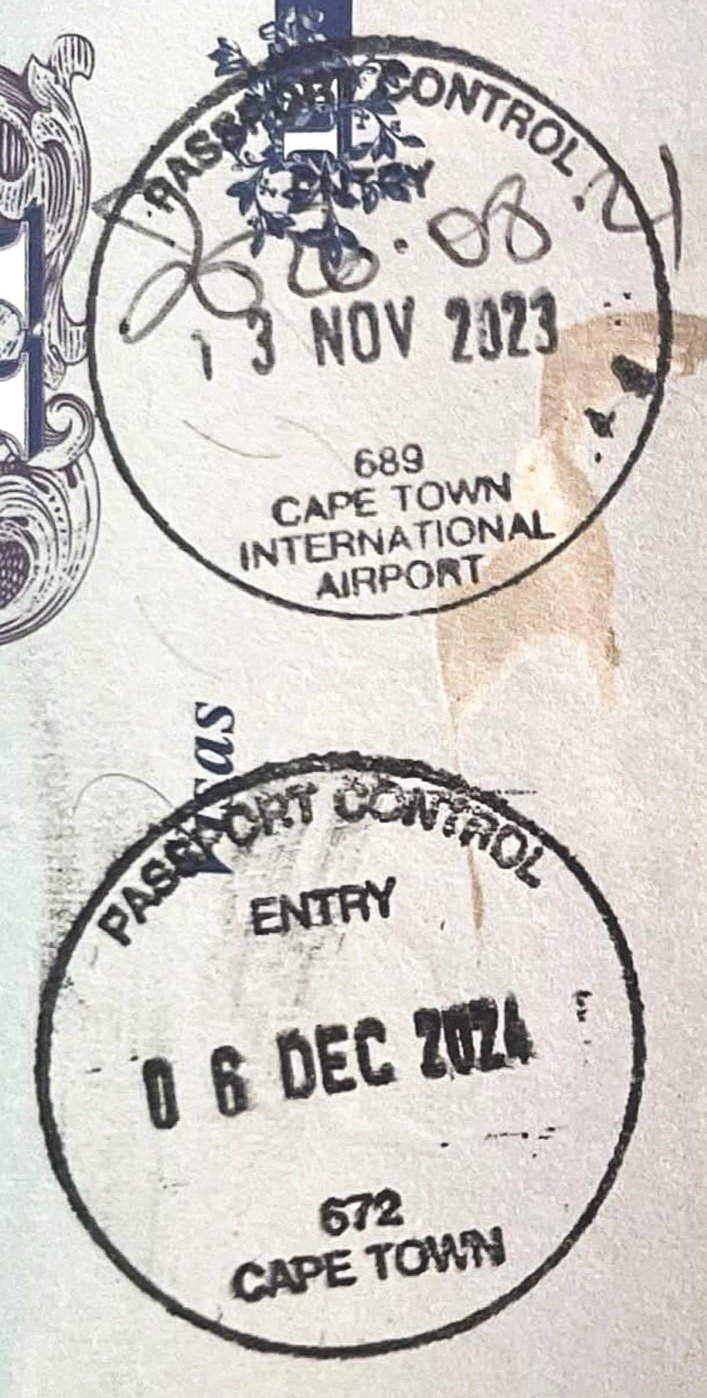 PASSPORT CONTROL
ENTRY
13 NOV 2023
689
CAPE TOWN
INTERNATIONAL
AIRPORT
PASSPORT CONTROL
ENTRY
06 DEC 2024
672
CAPE TOWN